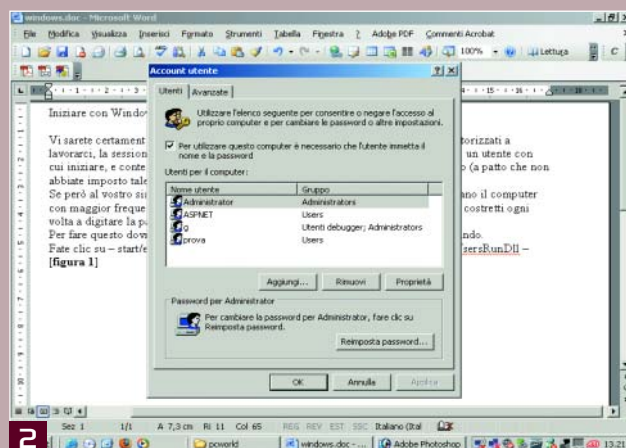 windows.doc - Microsoft Word
File Modifica Visualizza Inserisci Formato Strumenti Tabella Finestra ? Adobe PDF Commenti Acrobat
100% Lettura C
Iniziare con Windo
Vi sarete certament torizzati a
lavorarci, la session un utente con
cui iniziare, e conte o (a patto che non
abbiate imposto tale
Se però al vostro si ano il computer
con maggior freque costretti ogni
volta a digitare la p
Per fare questo dov ndo.
Fate clic su – start/e sersRunDll –
[figura 1]
Account utente
Utenti Avanzate
Utilizzare l'elenco seguente per consentire o negare l'accesso al
proprio computer e per cambiare le password o altre impostazioni.
Per utilizzare questo computer è necessario che l'utente immetta il
nome e la password
Utenti per il computer:
Nome utente Gruppo
Administrator Administrators
ASPNET Users
g Utenti debugger; Administrators
prova Users
Aggiungi... Rimuovi Proprietà
Password per Administrator
Per cambiare la password per Administrator, fare clic su
Reimposta password.
Reimposta password...
OK Annulla Applica
Sez 1 1/1 A 7,3 cm Ri 11 Col 65 REG REV EST SSC Italiano (Ital
2
pcworld windows.doc - ... Adobe Photoshop 13.21